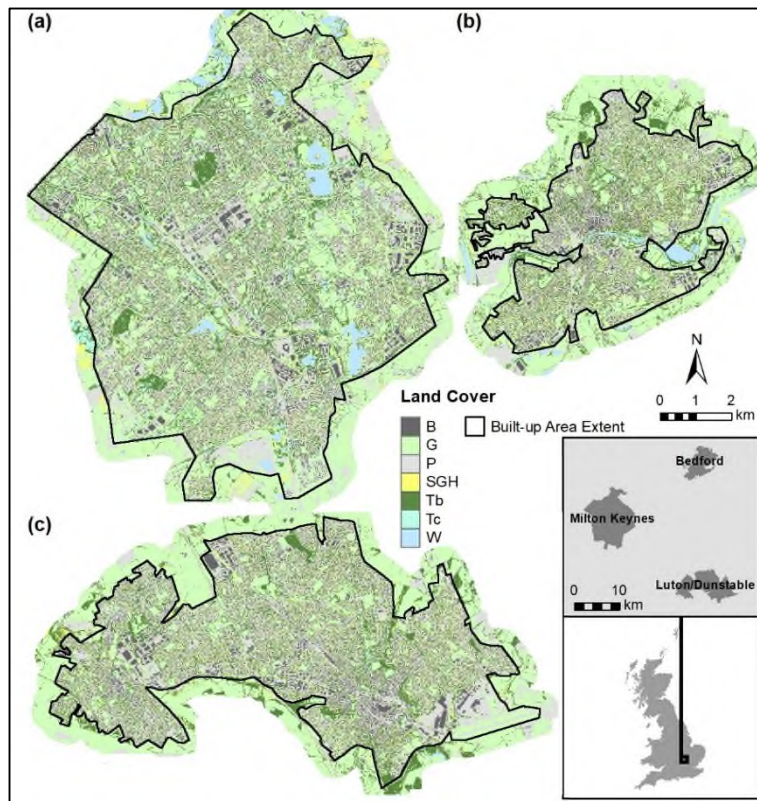 (a)
(b)
N
0 1 2
km
Land Cover
B
G
P
SGH
Tb
Tc
W
Built-up Area Extent
(c)
Bedford
Milton Keynes
Luton/Dunstable
0 10
km